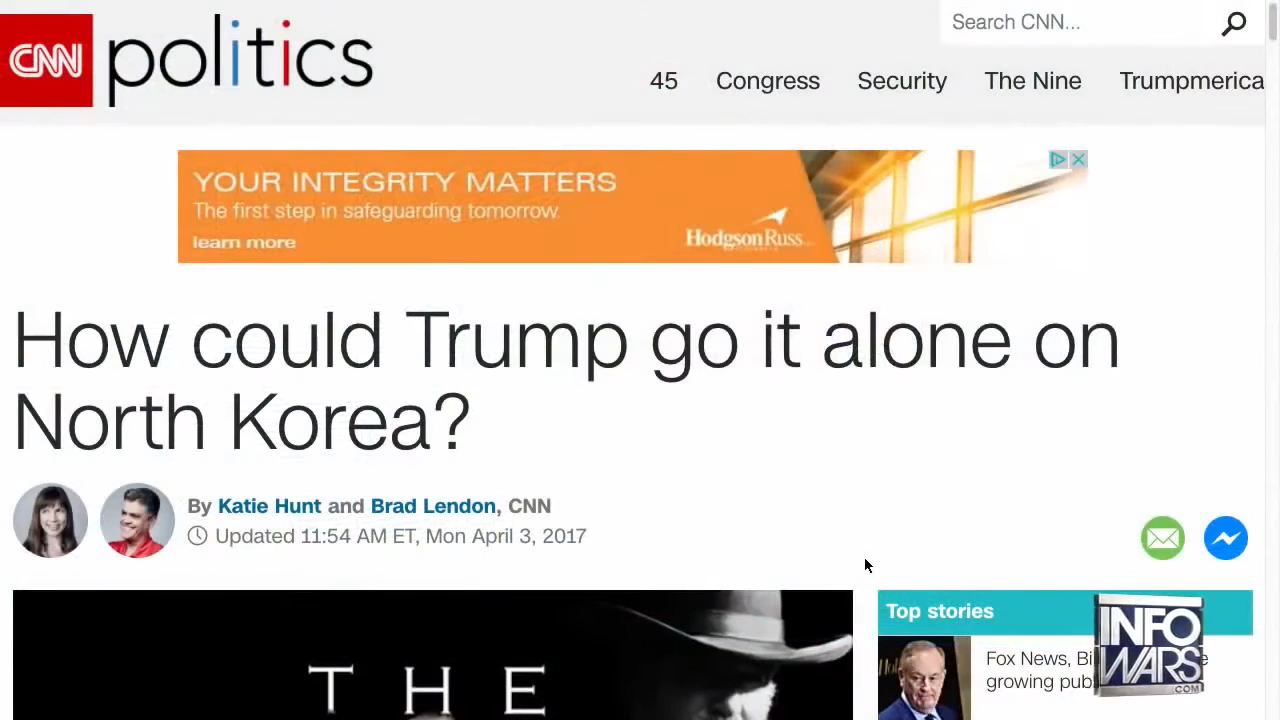 CNN politics
Search CNN...
45 Congress Security The Nine Trumpmerica
YOUR INTEGRITY MATTERS
The first step in safeguarding tomorrow.
learn more
HodgsonRuss
How could Trump go it alone on
North Korea?
By Katie Hunt and Brad Lendon, CNN
Updated 11:54 AM ET, Mon April 3, 2017
THE
Top stories
Fox News,
growing
INFO
WARS
.COM